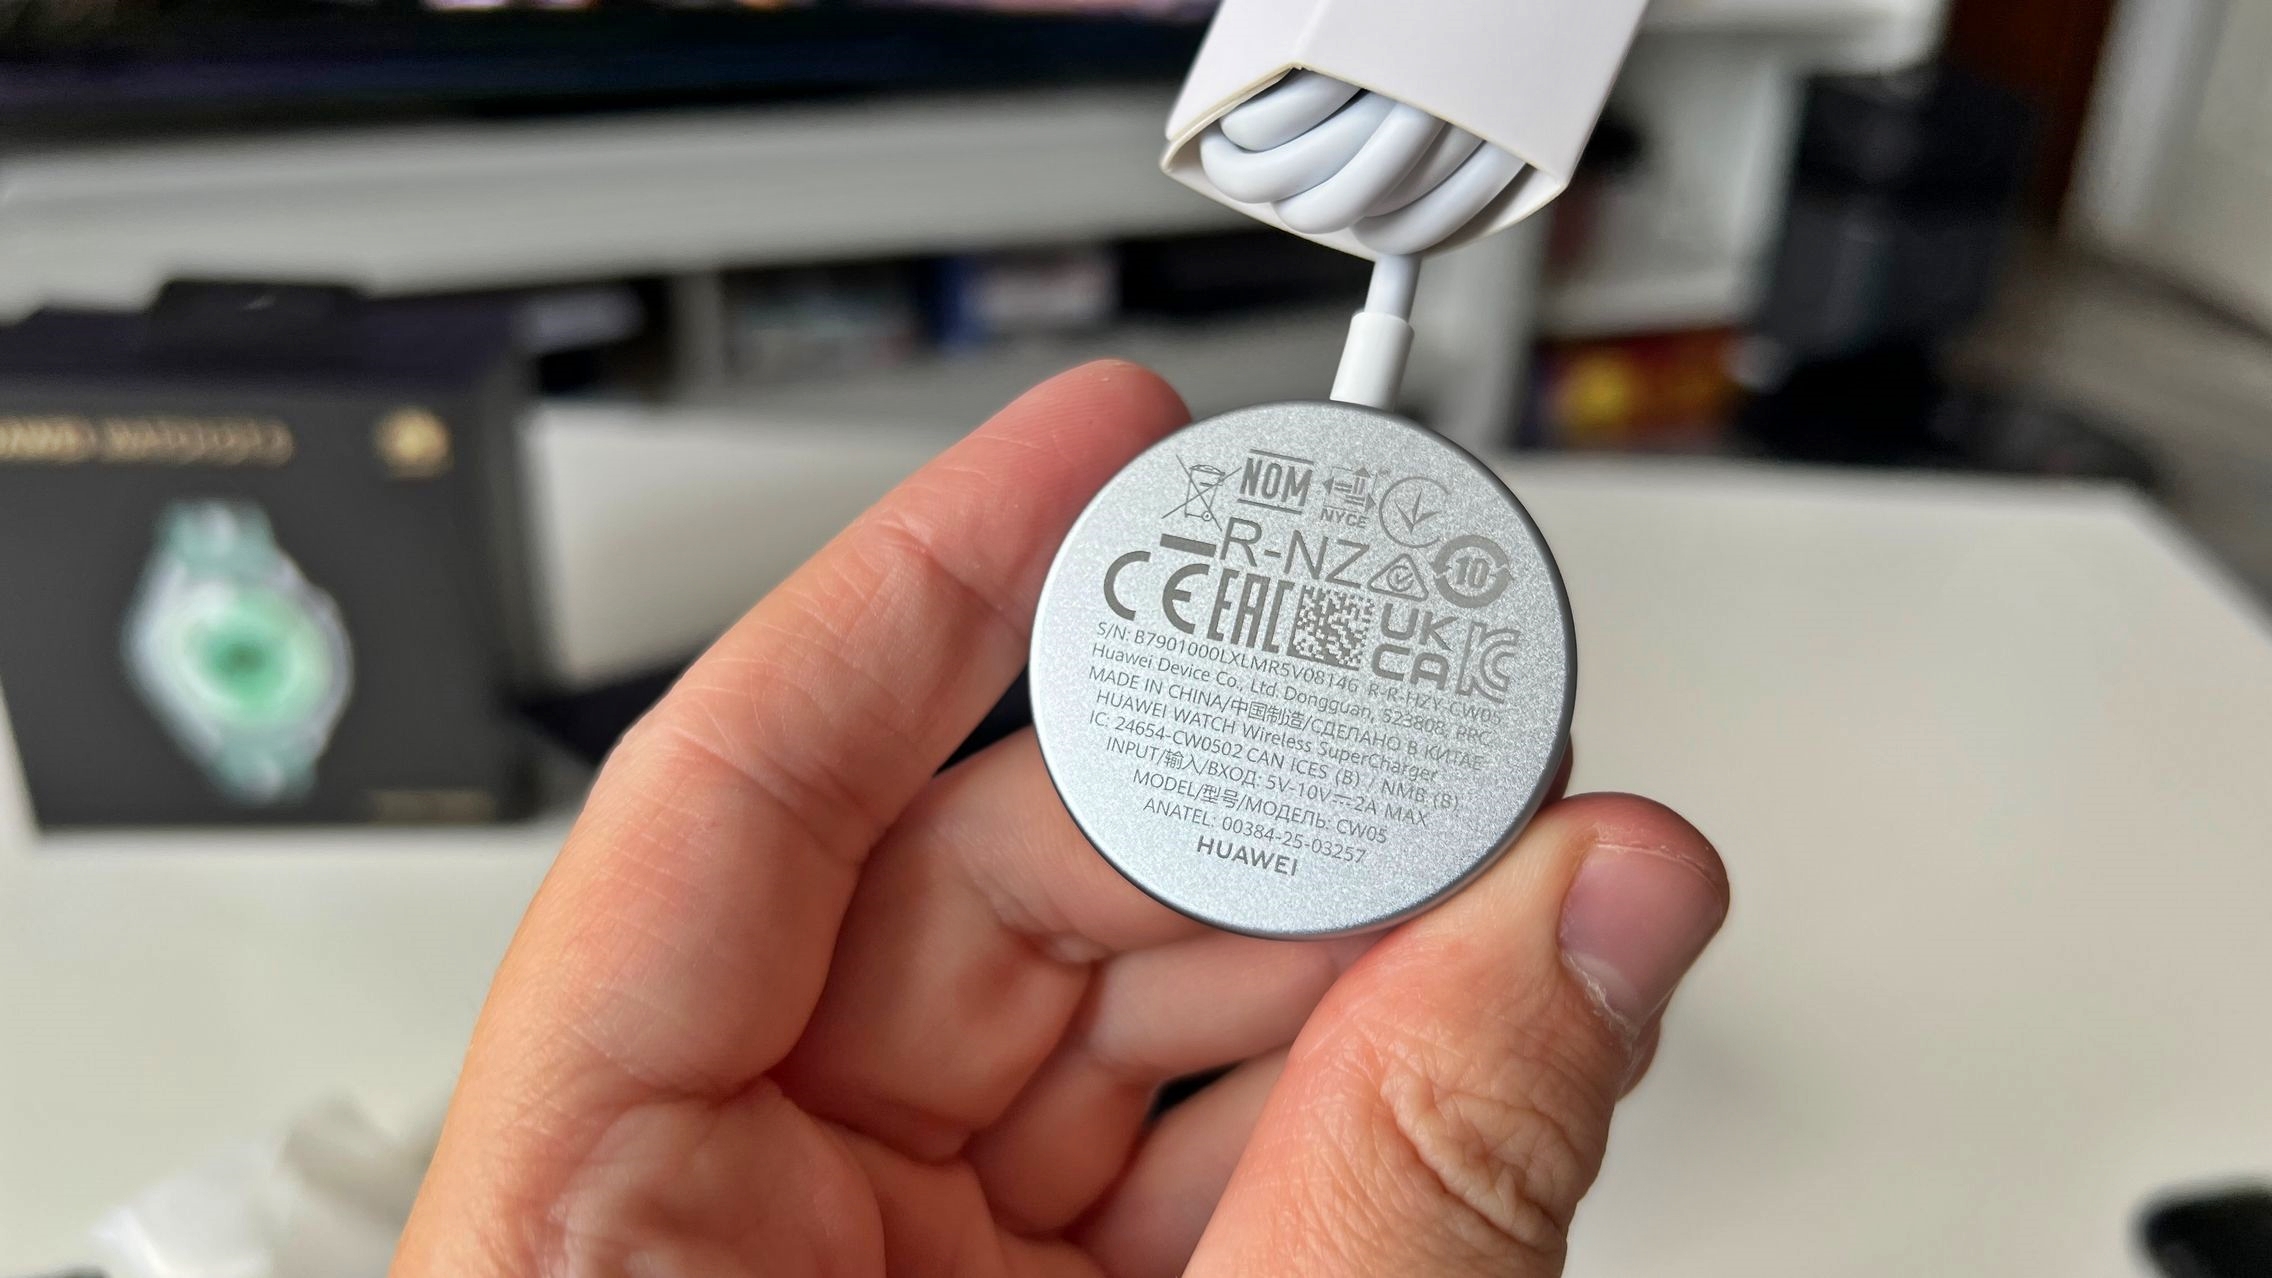 NOM
NYCE
R-NZ
10
CE EAC UK CA
S/N: B7901000LXLMR5V08146 R-R-HZY-CW05
Huawei Device Co., Ltd. Dongguan, 523808, PRC
MADE IN CHINA/中国制造/СДЕЛАНО В КИТАЕ
HUAWEI WATCH Wireless SuperCharger
IC: 24654-CW0502 CAN ICES (B) / NMB (B)
INPUT/输入/ВХОД: 5V-10V⎓2A MAX
MODEL/型号/МОДЕЛЬ: CW05
ANATEL: 00384-25-03257
HUAWEI